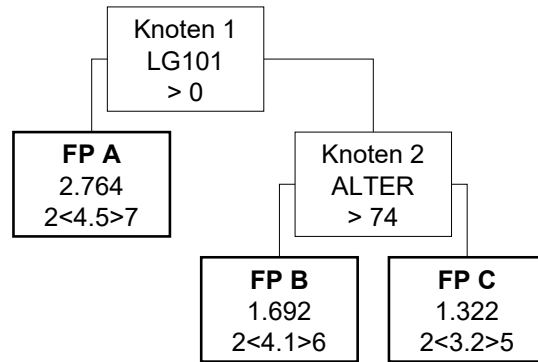 Knoten 1
LG101
> 0
FP A
2.764
2<4.5>7
Knoten 2
ALTER
> 74
FP B
1.692
2<4.1>6
FP C
1.322
2<3.2>5